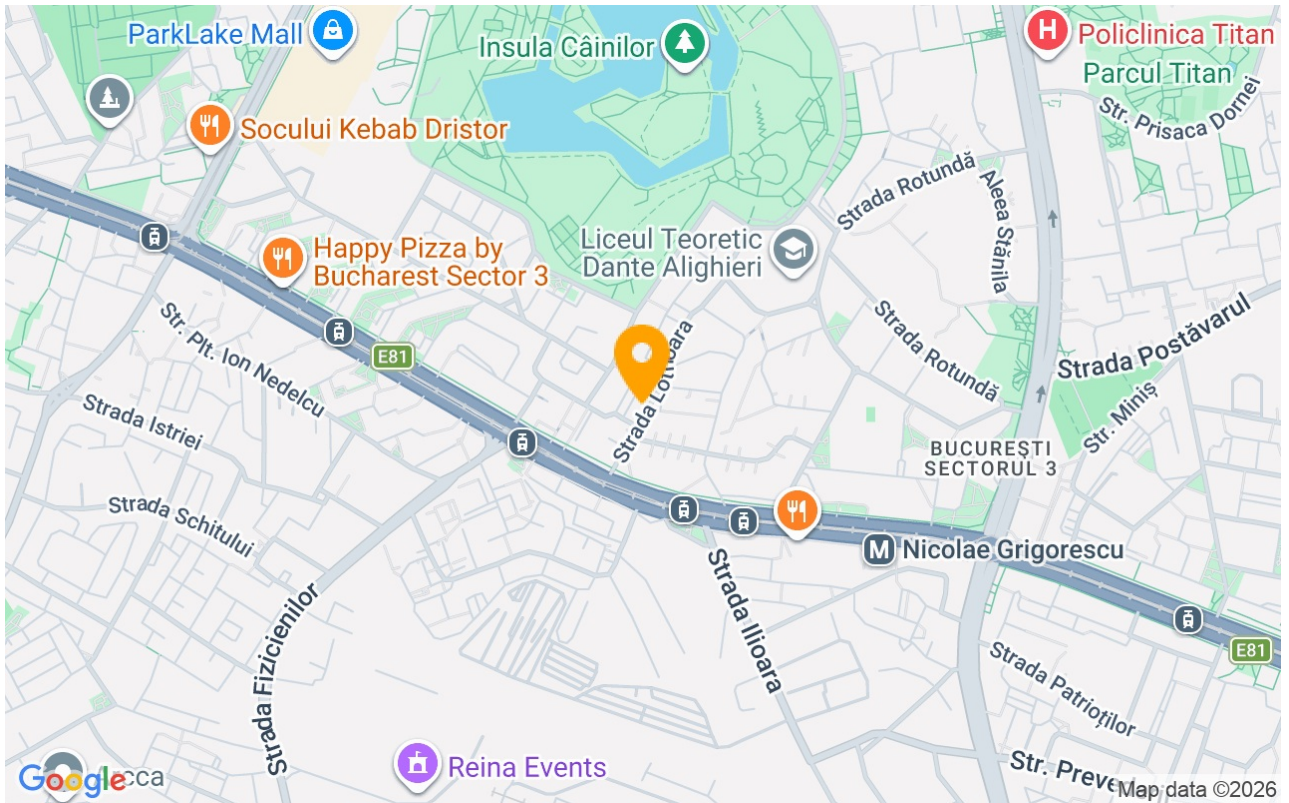 ParkLake Mall
Insula Câinilor
H
Policlinica Titan
Parcul Titan
Str. Prisaca Dornei
Socului Kebab Dristor
Strada Rotundă
Aleea Stănila
Liceul Teoretic
Dante Alighieri
Happy Pizza by
Bucharest Sector 3
Str. Plt. Ion Nedelcu
E81
Strada Rotundă
Strada Postăvarul
Str. Miniș
Strada Istriei
Strada
BUCUREȘTI
SECTORUL 3
Strada Schitului
M
Nicolae Grigorescu
Strada Ilioara
Strada Fizicienilor
E81
Strada Patrioților
Reina Events
Str.
Google
Map data ©2026